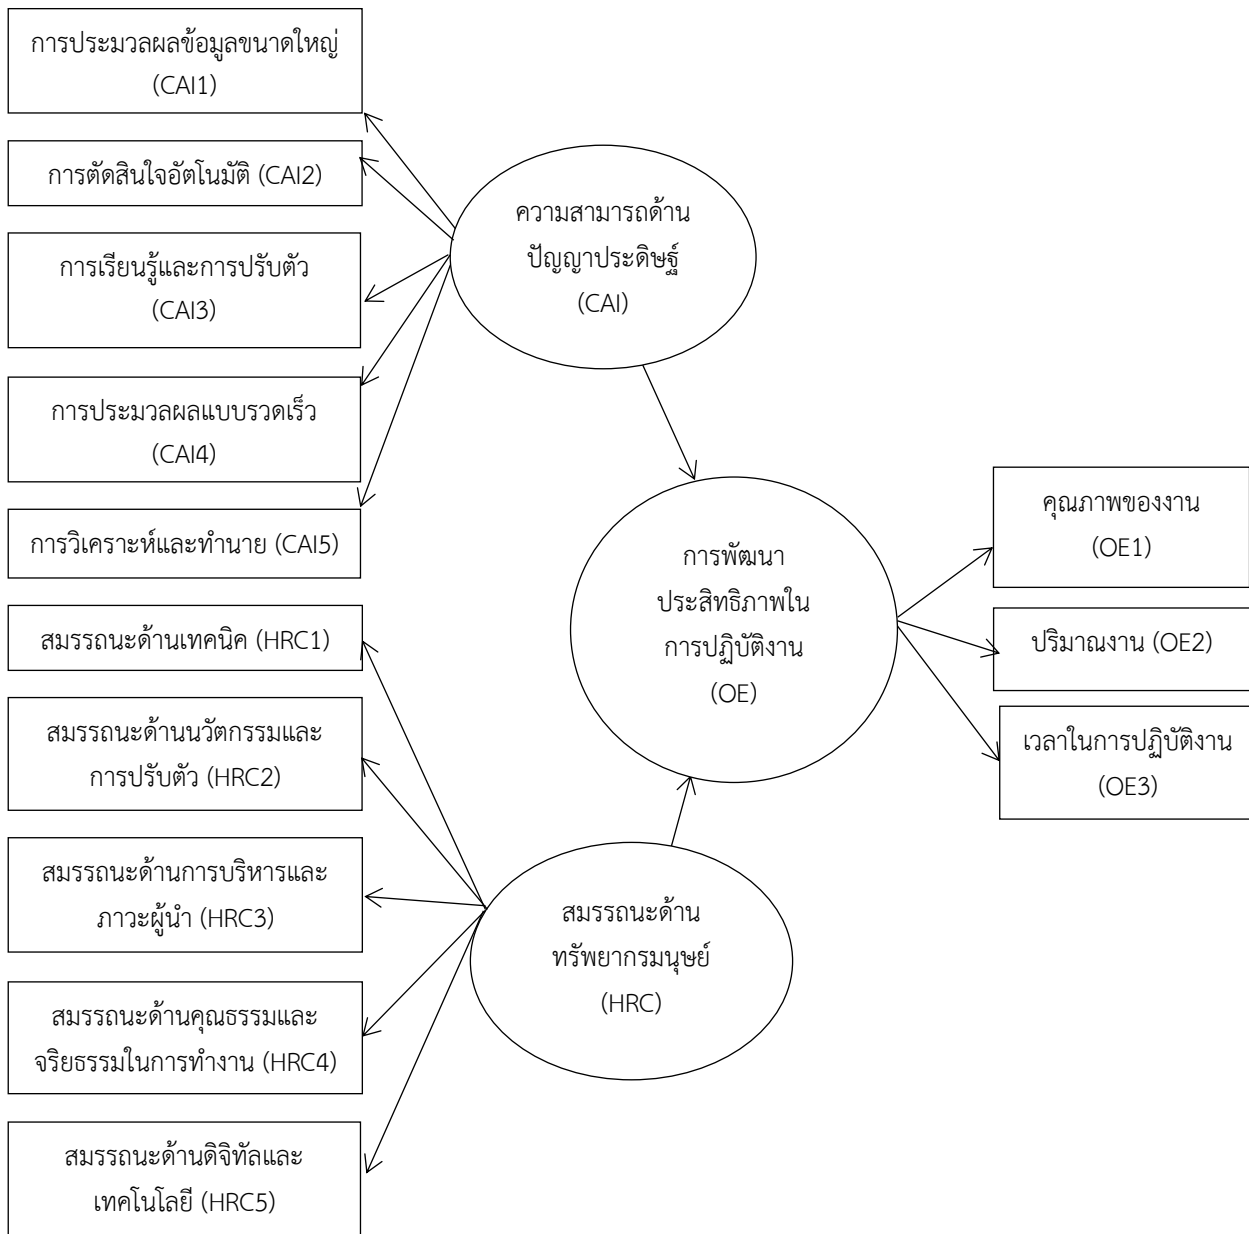 การประมวลผลข้อมูลขนาดใหญ่
(CAI1)
การตัดสินใจอัตโนมัติ (CAI2)
การเรียนรู้และการปรับตัว
(CAI3)
การประมวลผลแบบรวดเร็ว
(CAI4)
การวิเคราะห์และทำนาย (CAI5)
สมรรถนะด้านเทคนิค (HRC1)
สมรรถนะด้านนวัตกรรมและ
การปรับตัว (HRC2)
สมรรถนะด้านการบริหารและ
ภาวะผู้นำ (HRC3)
สมรรถนะด้านคุณธรรมและ
จริยธรรมในการทำงาน (HRC4)
สมรรถนะด้านดิจิทัลและ
เทคโนโลยี (HRC5)
ความสามารถด้าน
ปัญญาประดิษฐ์
(CAI)
การพัฒนา
ประสิทธิภาพใน
การปฏิบัติงาน
(OE)
สมรรถนะด้าน
ทรัพยากรมนุษย์
(HRC)
คุณภาพของงาน
(OE1)
ปริมาณงาน (OE2)
เวลาในการปฏิบัติงาน
(OE3)